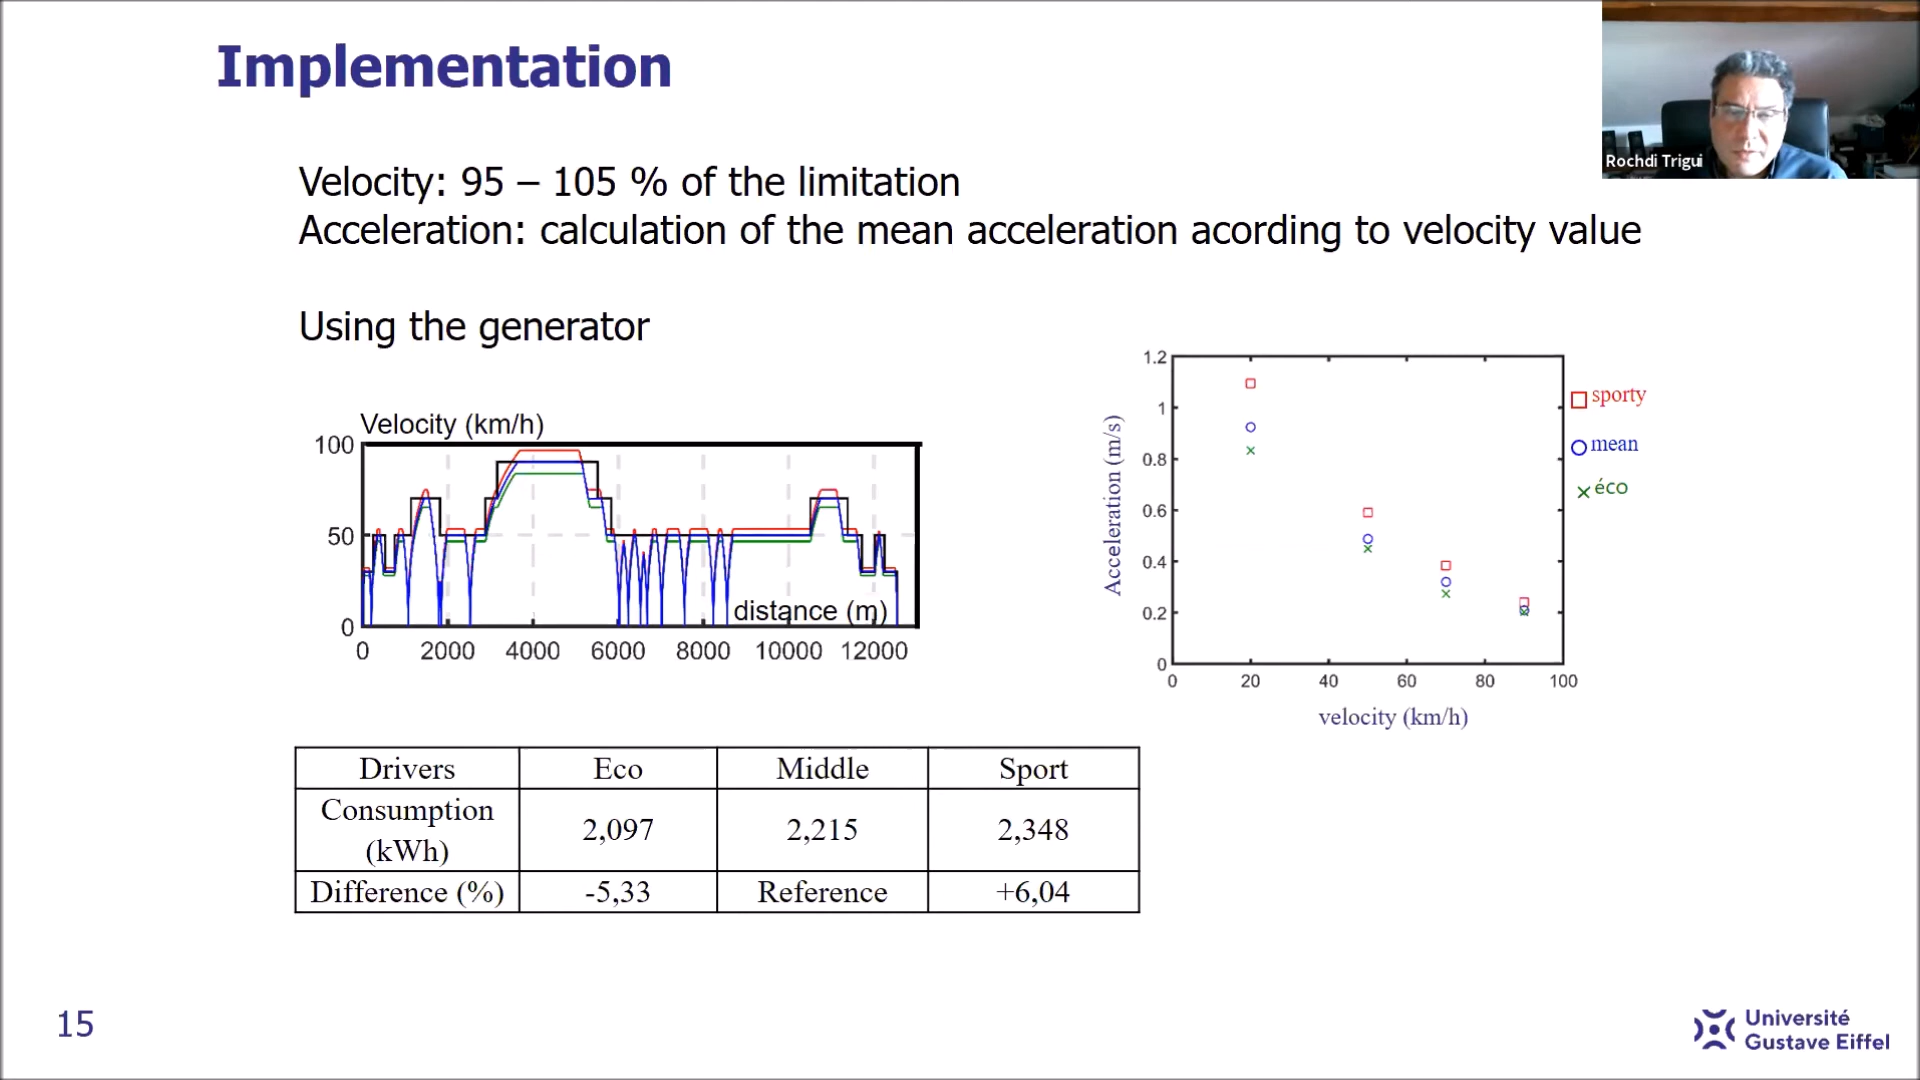 Implementation
Rochdi Trigui
Velocity: 95 – 105 % of the limitation
Acceleration: calculation of the mean acceleration acording to velocity value
Using the generator
Velocity (km/h)
100
50
0
distance (m)
0 2000 4000 6000 8000 10000 12000
1.2
1
0.8
0.6
0.4
0.2
0
Acceleration (m/s)
0 20 40 60 80 100
velocity (km/h)
sporty
mean
éco
Drivers Eco Middle Sport
Consumption (kWh) 2,097 2,215 2,348
Difference (%) -5,33 Reference +6,04
15
Université
Gustave Eiffel